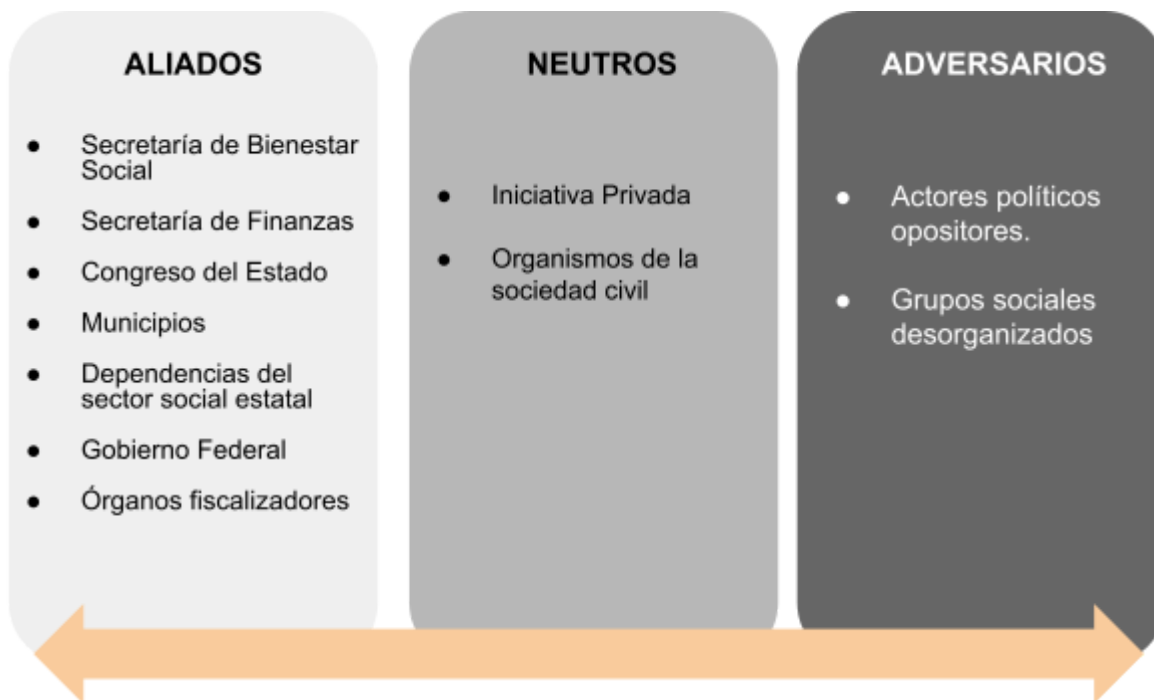 ALIADOS
● Secretaría de Bienestar
Social
● Secretaría de Finanzas
● Congreso del Estado
● Municipios
● Dependencias del
sector social estatal
● Gobierno Federal
● Órganos fiscalizadores
NEUTROS
● Iniciativa Privada
● Organismos de la
sociedad civil
ADVERSARIOS
● Actores políticos
opositores.
● Grupos sociales
desorganizados